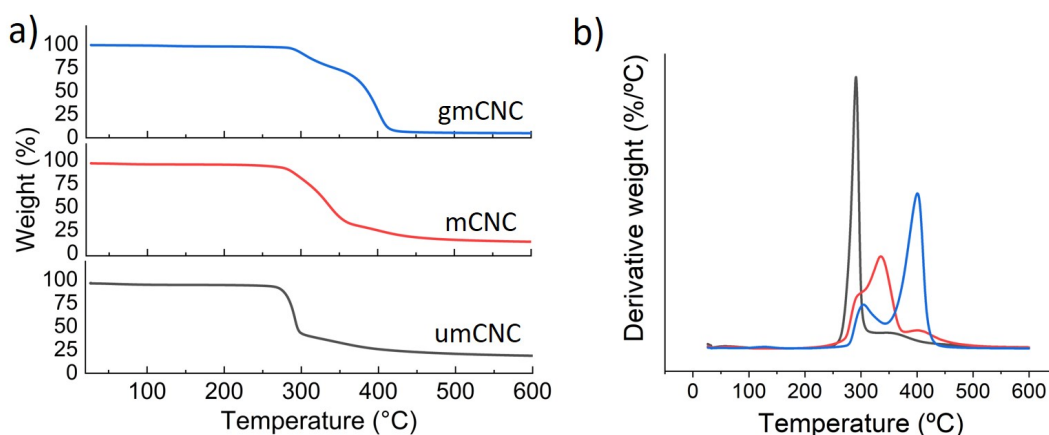 a)
100
75
50
25
0
gmCNC
100
75
50
25
0
mCNC
100
75
50
25
0
umCNC
100 200 300 400 500 600
Temperature (°C)
Weight (%)
b)
Derivative weight (%/ºC)
0 100 200 300 400 500 600
Temperature (ºC)